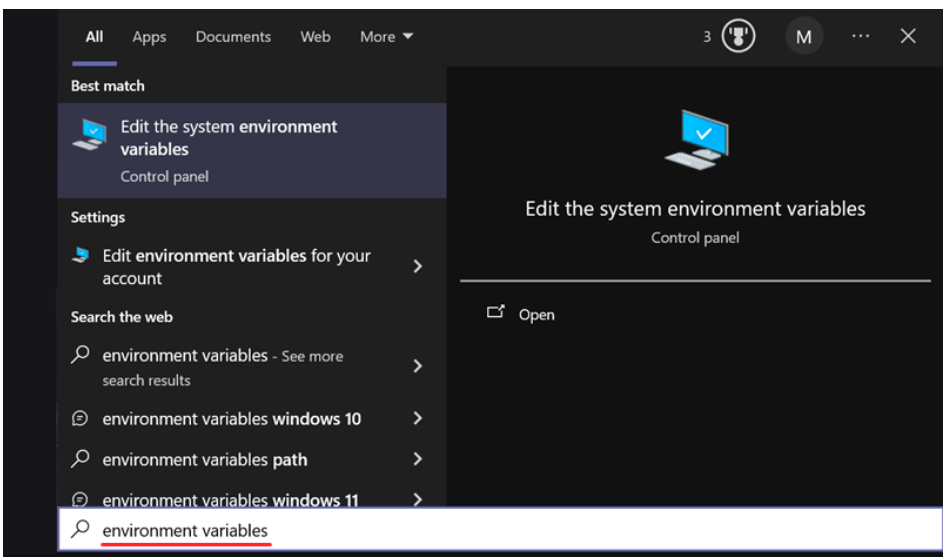 All Apps Documents Web More
3 M ...
Best match
Edit the system environment
variables
Control panel
Settings
Edit environment variables for your
account
Search the web
environment variables - See more
search results
environment variables windows 10
environment variables path
environment variables windows 11
environment variables
Edit the system environment variables
Control panel
Open